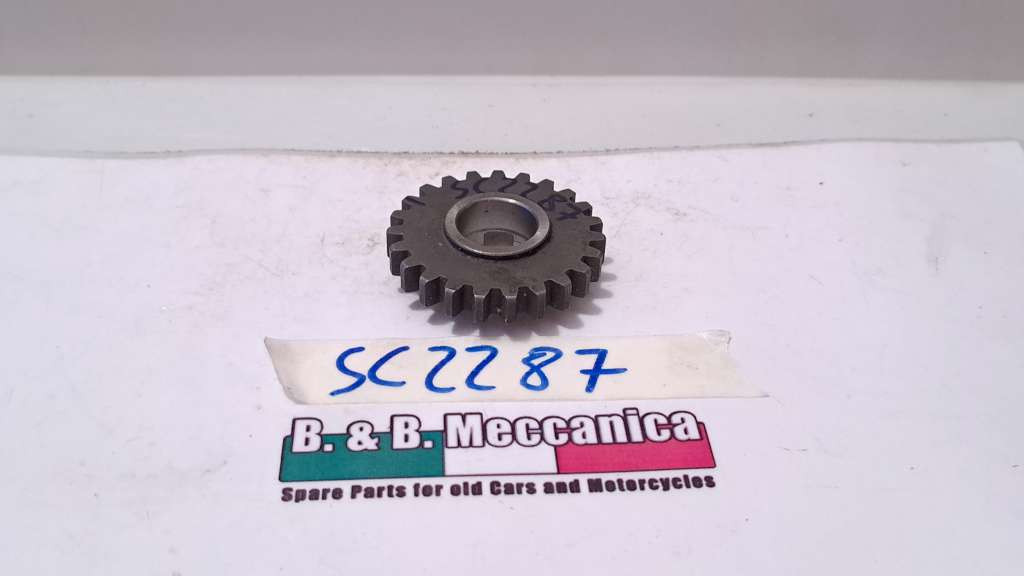 SC2287
SC2287
B. & B. Meccanica
Spare Parts for old Cars and Motorcycles